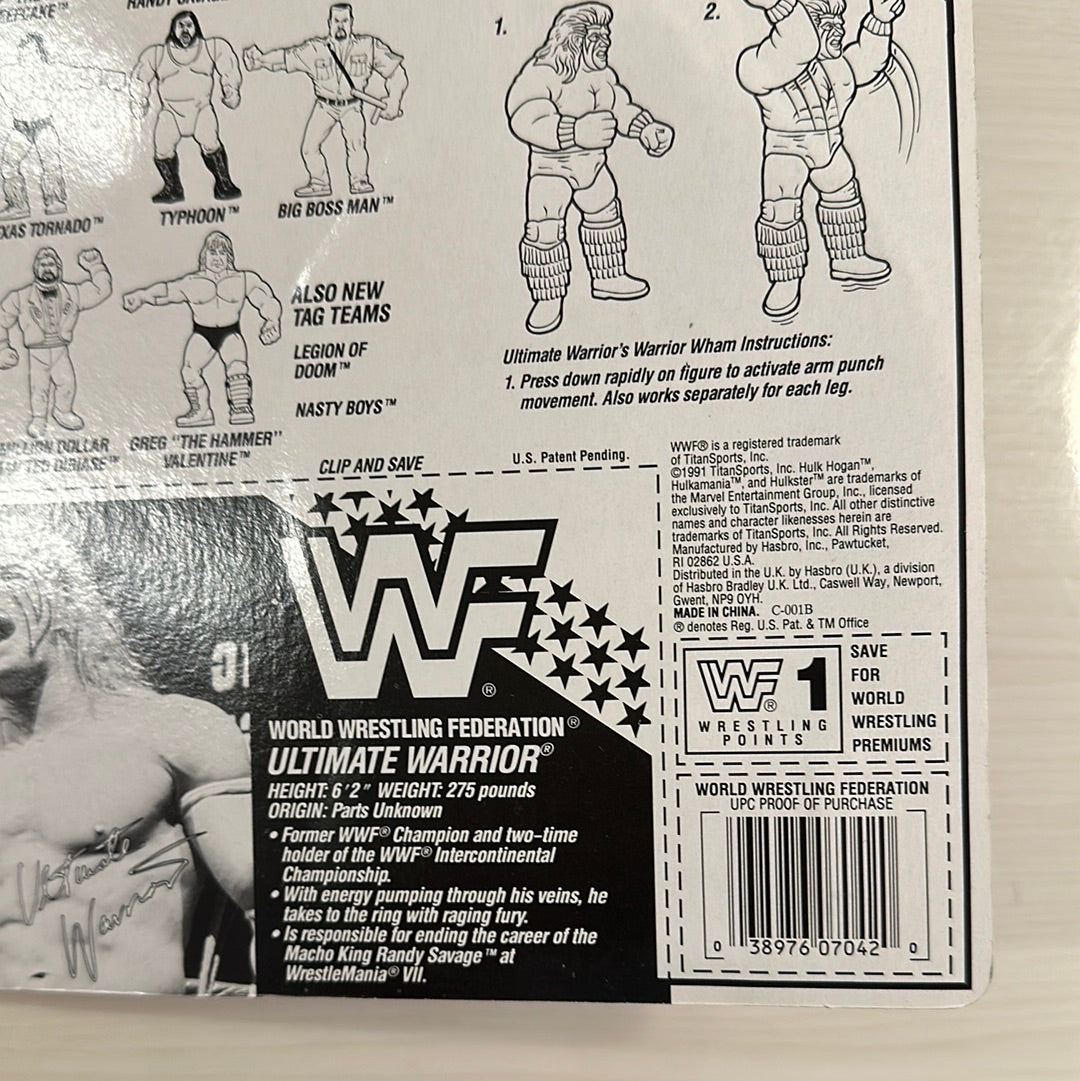 EEFCAKE™
1.
2.
TYPHOON™
BIG BOSS MAN™
XAS TORNADO™
ALSO NEW
TAG TEAMS
LEGION OF
DOOM™
NASTY BOYS™
DOLLAR
GREG "THE HAMMER"
VALENTINE™
Ultimate Warrior's Warrior Wham Instructions:
1. Press down rapidly on figure to activate arm punch
movement. Also works separately for each leg.
U.S. Patent Pending.
CLIP AND SAVE
WWF® is a registered trademark
of TitanSports, Inc.
©1991 TitanSports, Inc. Hulk Hogan™,
Hulkamania™, and Hulkster™ are trademarks of
the Marvel Entertainment Group, Inc., licensed
exclusively to TitanSports, Inc. All other distinctive
names and character likenesses herein are
trademarks of TitanSports, Inc. All Rights Reserved.
Manufactured by Hasbro, Inc., Pawtucket,
RI 02862 U.S.A.
Distributed in the U.K. by Hasbro (U.K.), a division
of Hasbro Bradley U.K. Ltd., Caswell Way, Newport,
Gwent, NP9 OYH.
MADE IN CHINA. C-001B
® denotes Reg. U.S. Pat. & TM Office
WF®
WORLD WRESTLING FEDERATION®
ULTIMATE WARRIOR®
HEIGHT: 6'2" WEIGHT: 275 pounds
ORIGIN: Parts Unknown
• Former WWF® Champion and two-time
holder of the WWF® Intercontinental
Championship.
• With energy pumping through his veins, he
takes to the ring with raging fury.
• Is responsible for ending the career of the
Macho King Randy Savage™ at
WrestleMania® VII.
Ultimate
Warrior
WF® 1
WRESTLING
POINTS
SAVE
FOR
WORLD
WRESTLING
PREMIUMS
WORLD WRESTLING FEDERATION
UPC PROOF OF PURCHASE
0 38976 07042 0